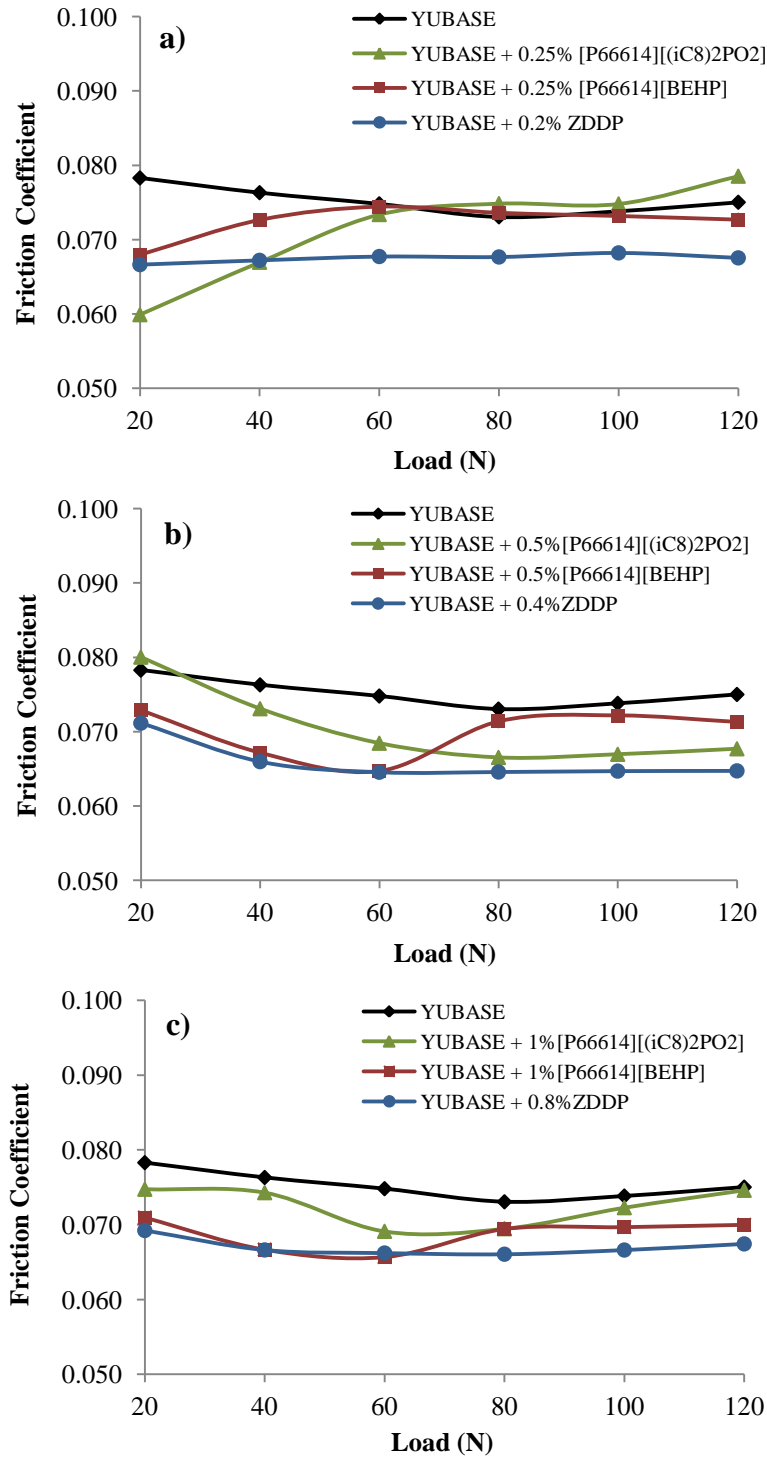 a)
YUBASE
YUBASE + 0.25% [P66614][(iC8)2PO2]
YUBASE + 0.25% [P66614][BEHP]
YUBASE + 0.2% ZDDP
Friction Coefficient
0.100
0.090
0.080
0.070
0.060
0.050
20 40 60 80 100 120
Load (N)
b)
YUBASE
YUBASE + 0.5%[P66614][(iC8)2PO2]
YUBASE + 0.5%[P66614][BEHP]
YUBASE + 0.4%ZDDP
Friction Coefficient
0.100
0.090
0.080
0.070
0.060
0.050
20 40 60 80 100 120
Load (N)
c)
YUBASE
YUBASE + 1%[P66614][(iC8)2PO2]
YUBASE + 1%[P66614][BEHP]
YUBASE + 0.8%ZDDP
Friction Coefficient
0.100
0.090
0.080
0.070
0.060
0.050
20 40 60 80 100 120
Load (N)